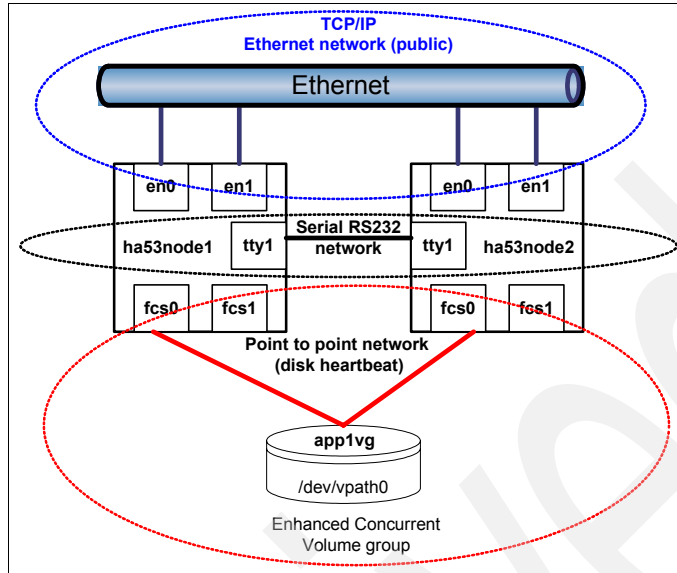 TCP/IP
Ethernet network (public)
Ethernet
en0 en1 en0 en1
Serial RS232
ha53node1 tty1 network tty1 ha53node2
fcs0 fcs1 fcs0 fcs1
Point to point network
(disk heartbeat)
app1vg
/dev/vpath0
Enhanced Concurrent
Volume group